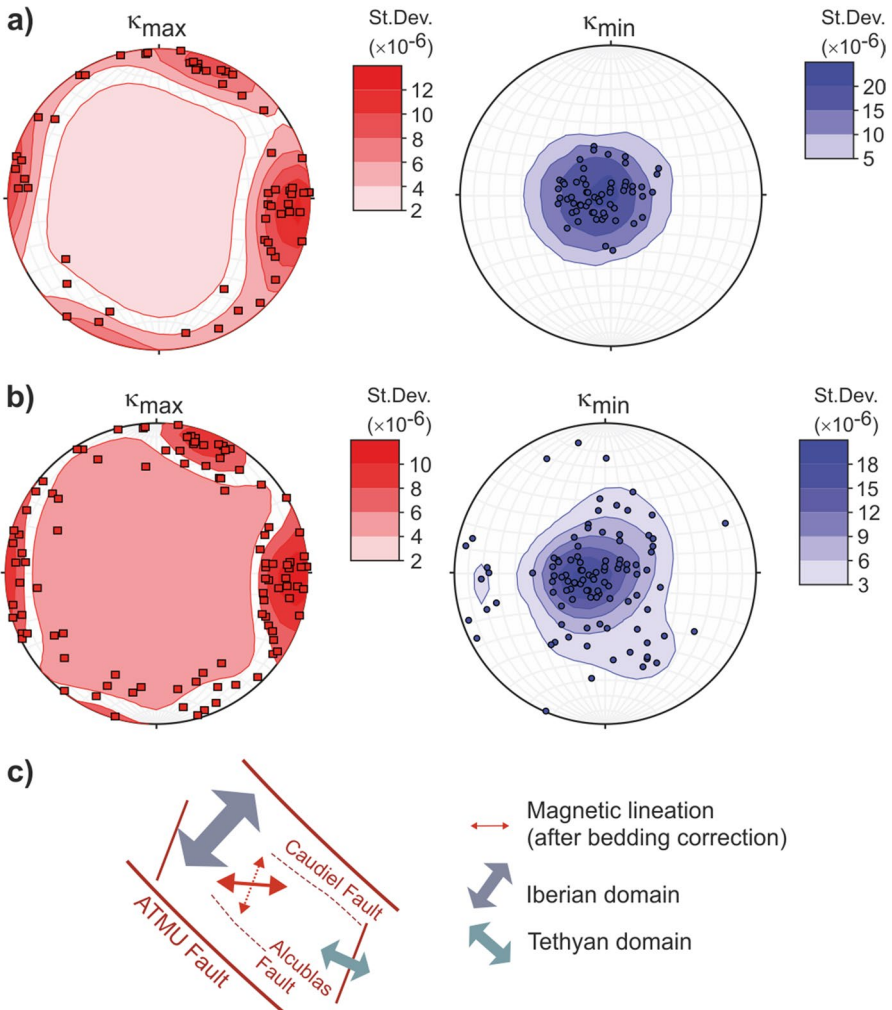 a)
κmax
St.Dev.
(×10-6)
12
10
8
6
4
2
κmin
St.Dev.
(×10-6)
20
15
10
5
b)
κmax
St.Dev.
(×10-6)
10
8
6
4
2
κmin
St.Dev.
(×10-6)
18
15
12
9
6
3
c)
Caudiel Fault
ATMU Fault
Alcublas
Fault
Magnetic lineation
(after bedding correction)
Iberian domain
Tethyan domain